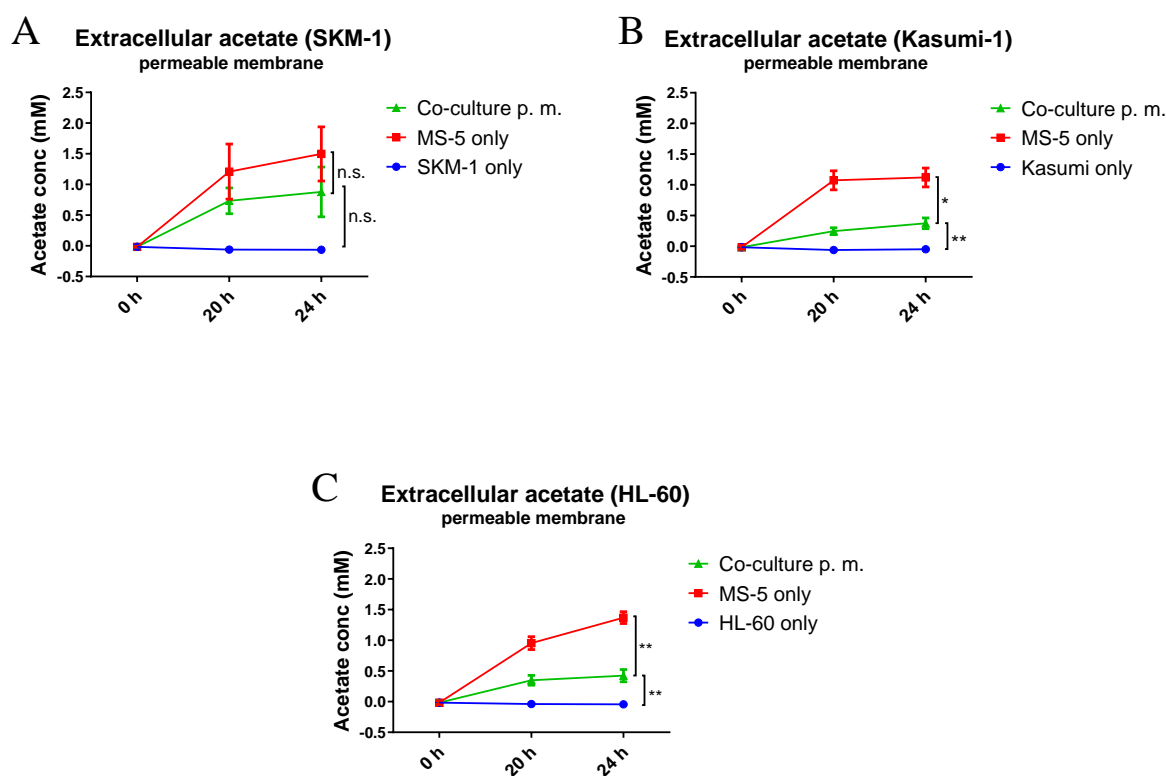 A
Extracellular acetate (SKM-1)
permeable membrane
Acetate conc (mM)
2.5
2.0
1.5
1.0
0.5
0.0
-0.5
0 h
20 h
24 h
n.s.
n.s.
Co-culture p. m.
MS-5 only
SKM-1 only
B
Extracellular acetate (Kasumi-1)
permeable membrane
Acetate conc (mM)
2.5
2.0
1.5
1.0
0.5
0.0
-0.5
0 h
20 h
24 h
*
**
Co-culture p. m.
MS-5 only
Kasumi only
C
Extracellular acetate (HL-60)
permeable membrane
Acetate conc (mM)
2.5
2.0
1.5
1.0
0.5
0.0
-0.5
0 h
20 h
24 h
**
**
Co-culture p. m.
MS-5 only
HL-60 only